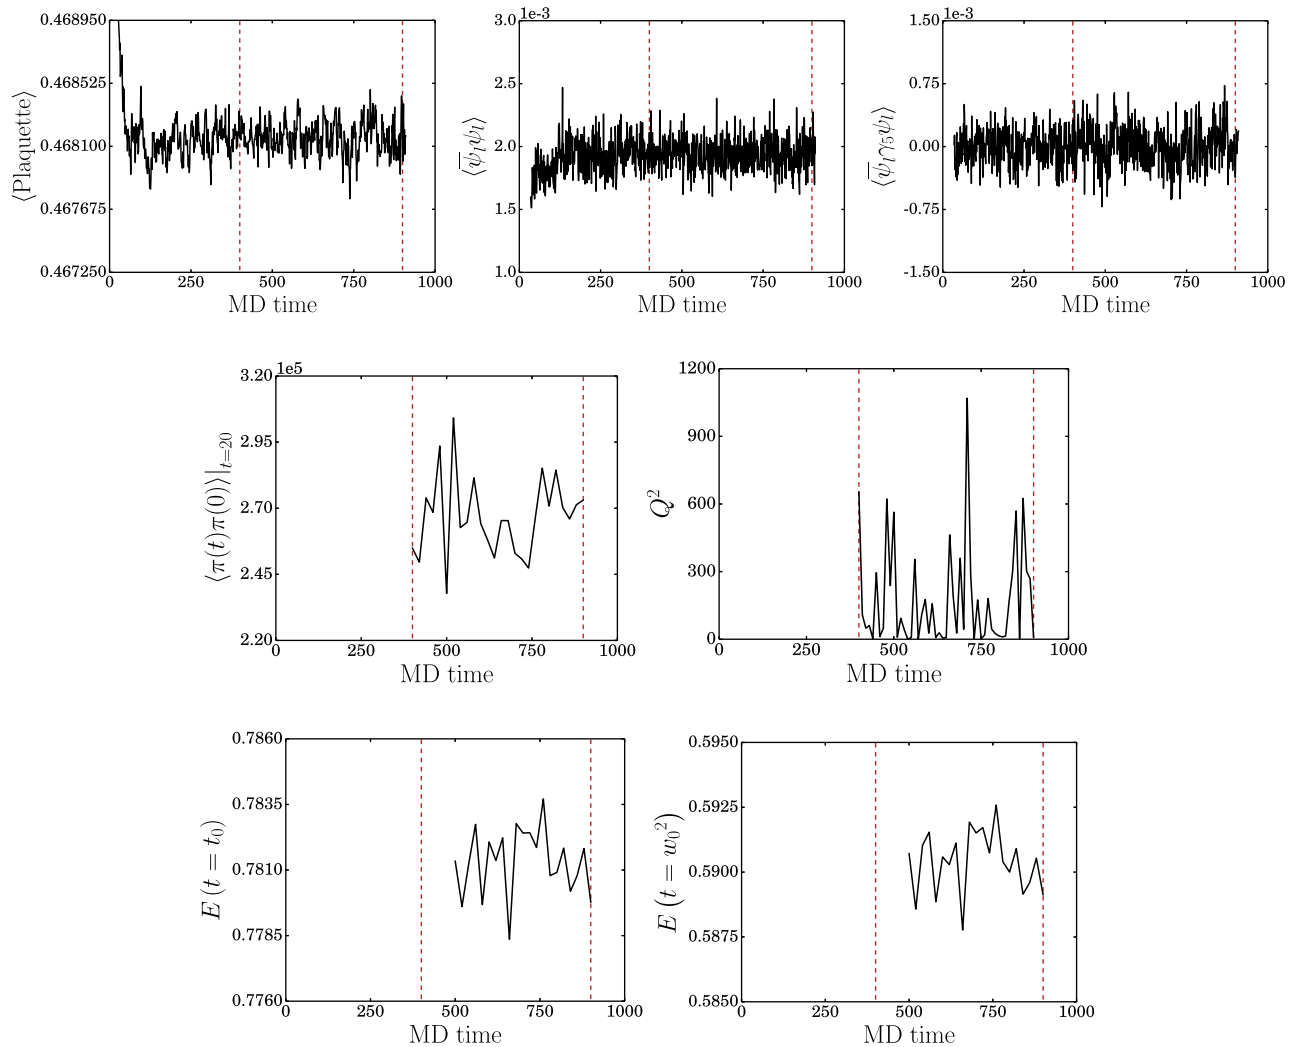 ⟨Plaquette⟩
0.468950
0.468525
0.468100
0.467675
0.467250
0 250 500 750 1000
MD time
⟨ψ̅_l ψ_l⟩
1e-3
3.0
2.5
2.0
1.5
1.0
0 250 500 750 1000
MD time
⟨ψ̅_l γ_5 ψ_l⟩
1e-3
1.50
0.75
0.00
-0.75
-1.50
0 250 500 750 1000
MD time
⟨π(t)π(0)⟩|_{t=20}
1e5
3.20
2.95
2.70
2.45
2.20
0 250 500 750 1000
MD time
Q²
1200
900
600
300
0
0 250 500 750 1000
MD time
E (t = t₀)
0.7860
0.7835
0.7810
0.7785
0.7760
0 250 500 750 1000
MD time
E (t = w₀²)
0.5950
0.5925
0.5900
0.5875
0.5850
0 250 500 750 1000
MD time